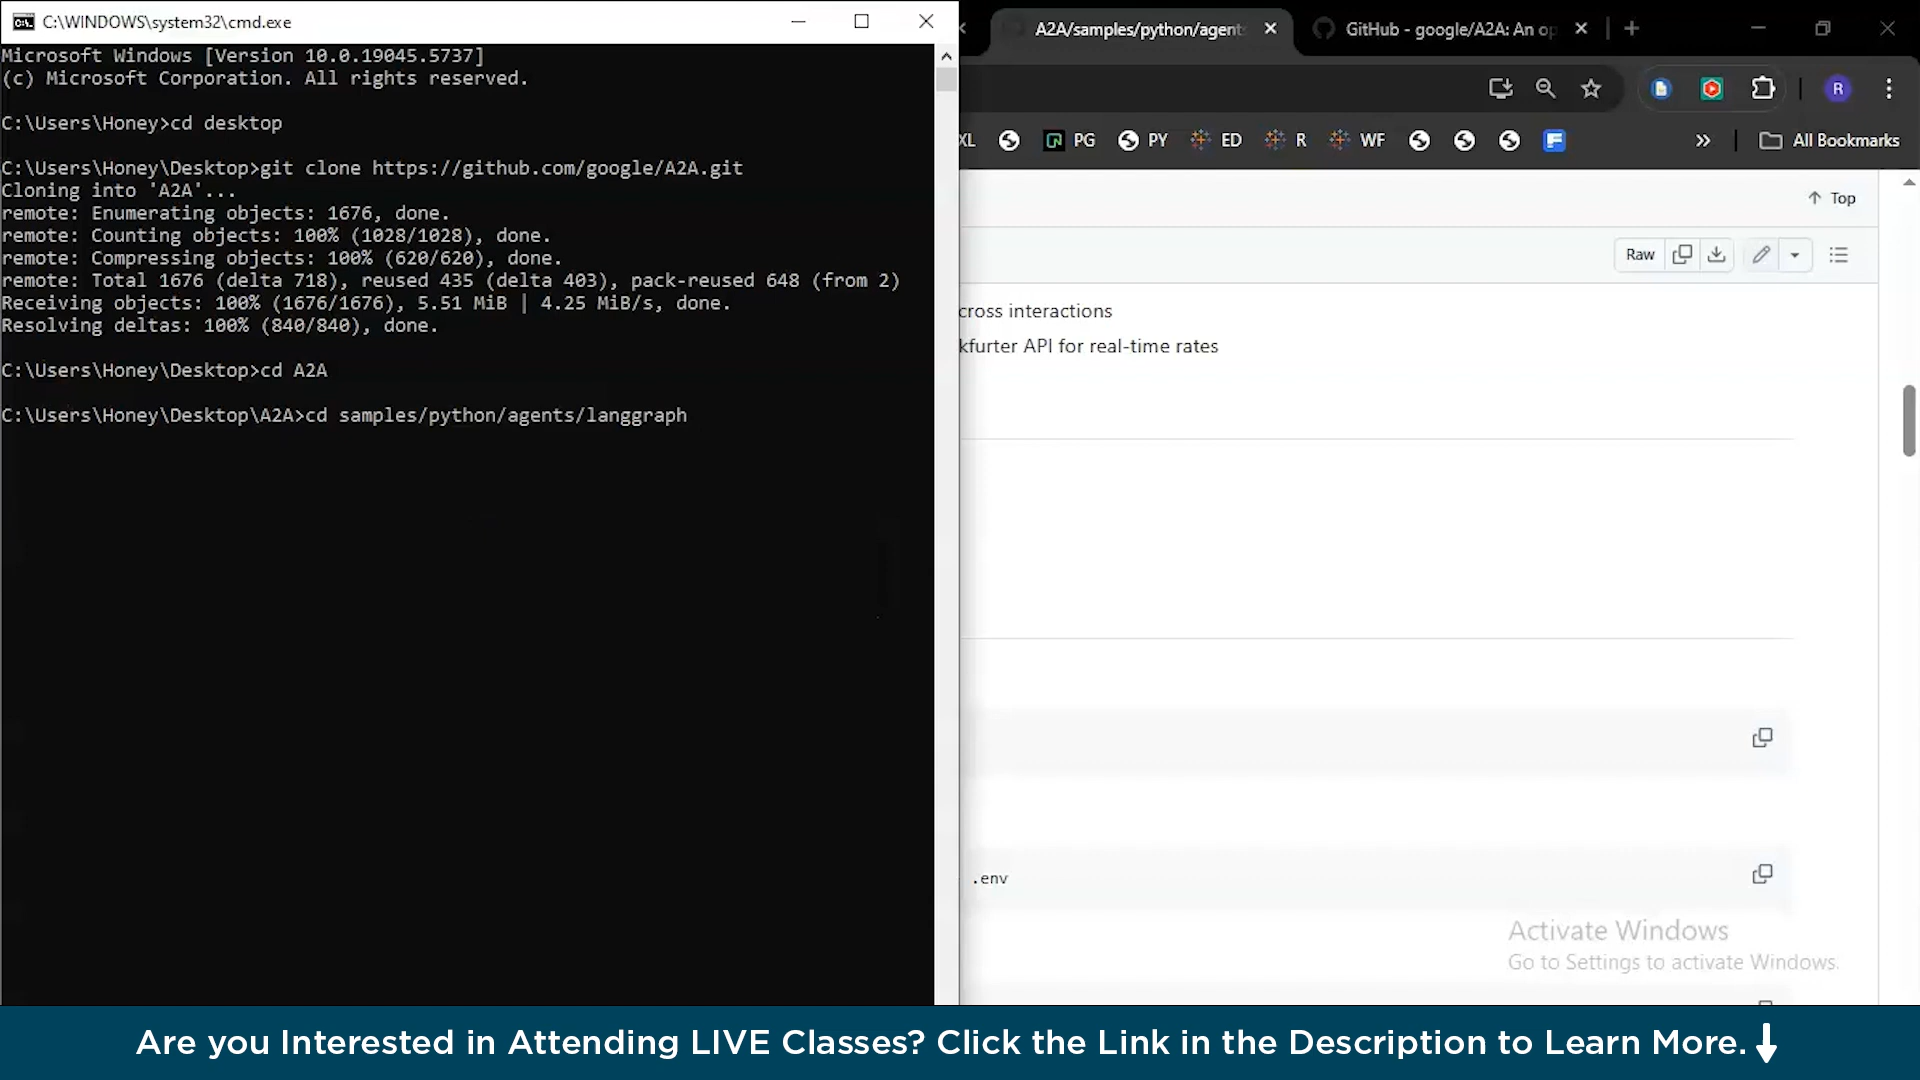 C:\WINDOWS\system32\cmd.exe
Microsoft Windows [Version 10.0.19045.5737]
(c) Microsoft Corporation. All rights reserved.
C:\Users\Honey>cd desktop
C:\Users\Honey\Desktop>git clone https://github.com/google/A2A.git
Cloning into 'A2A'...
remote: Enumerating objects: 1676, done.
remote: Counting objects: 100% (1028/1028), done.
remote: Compressing objects: 100% (620/620), done.
remote: Total 1676 (delta 718), reused 435 (delta 403), pack-reused 648 (from 2)
Receiving objects: 100% (1676/1676), 5.51 MiB | 4.25 MiB/s, done.
Resolving deltas: 100% (840/840), done.
C:\Users\Honey\Desktop>cd A2A
C:\Users\Honey\Desktop\A2A>cd samples/python/agents/langgraph
A2A/samples/python/agent
GitHub - google/A2A: An op
R
XL PG PY ED R WF All Bookmarks
Top
Raw
cross interactions
kfurter API for real-time rates
.env
Activate Windows
Go to Settings to activate Windows.
Are you Interested in Attending LIVE Classes? Click the Link in the Description to Learn More.